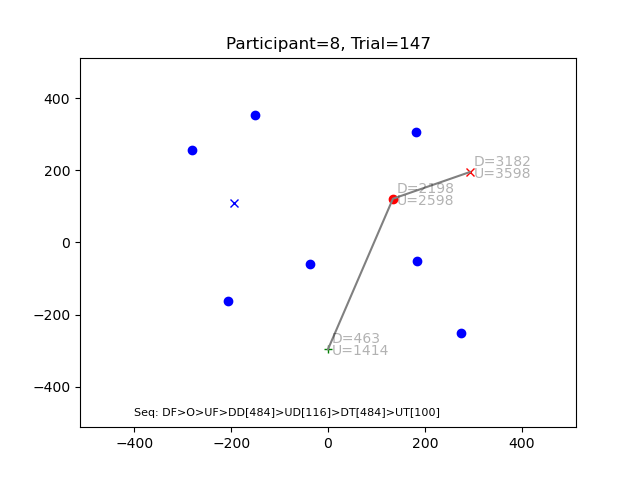 Participant=8, Trial=147
400
200
0
−200
−400
D=3182
U=3598
D=2198
U=2598
D=463
U=1414
Seq: DF>O>UF>DD[484]>UD[116]>DT[484]>UT[100]
−400 −200 0 200 400